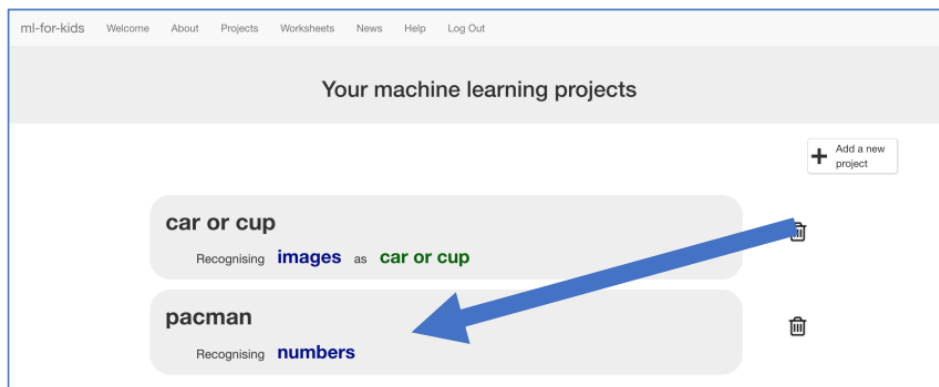 ml-for-kids Welcome About Projects Worksheets News Help Log Out
Your machine learning projects
+ Add a new
project
car or cup
Recognising images as car or cup
pacman
Recognising numbers